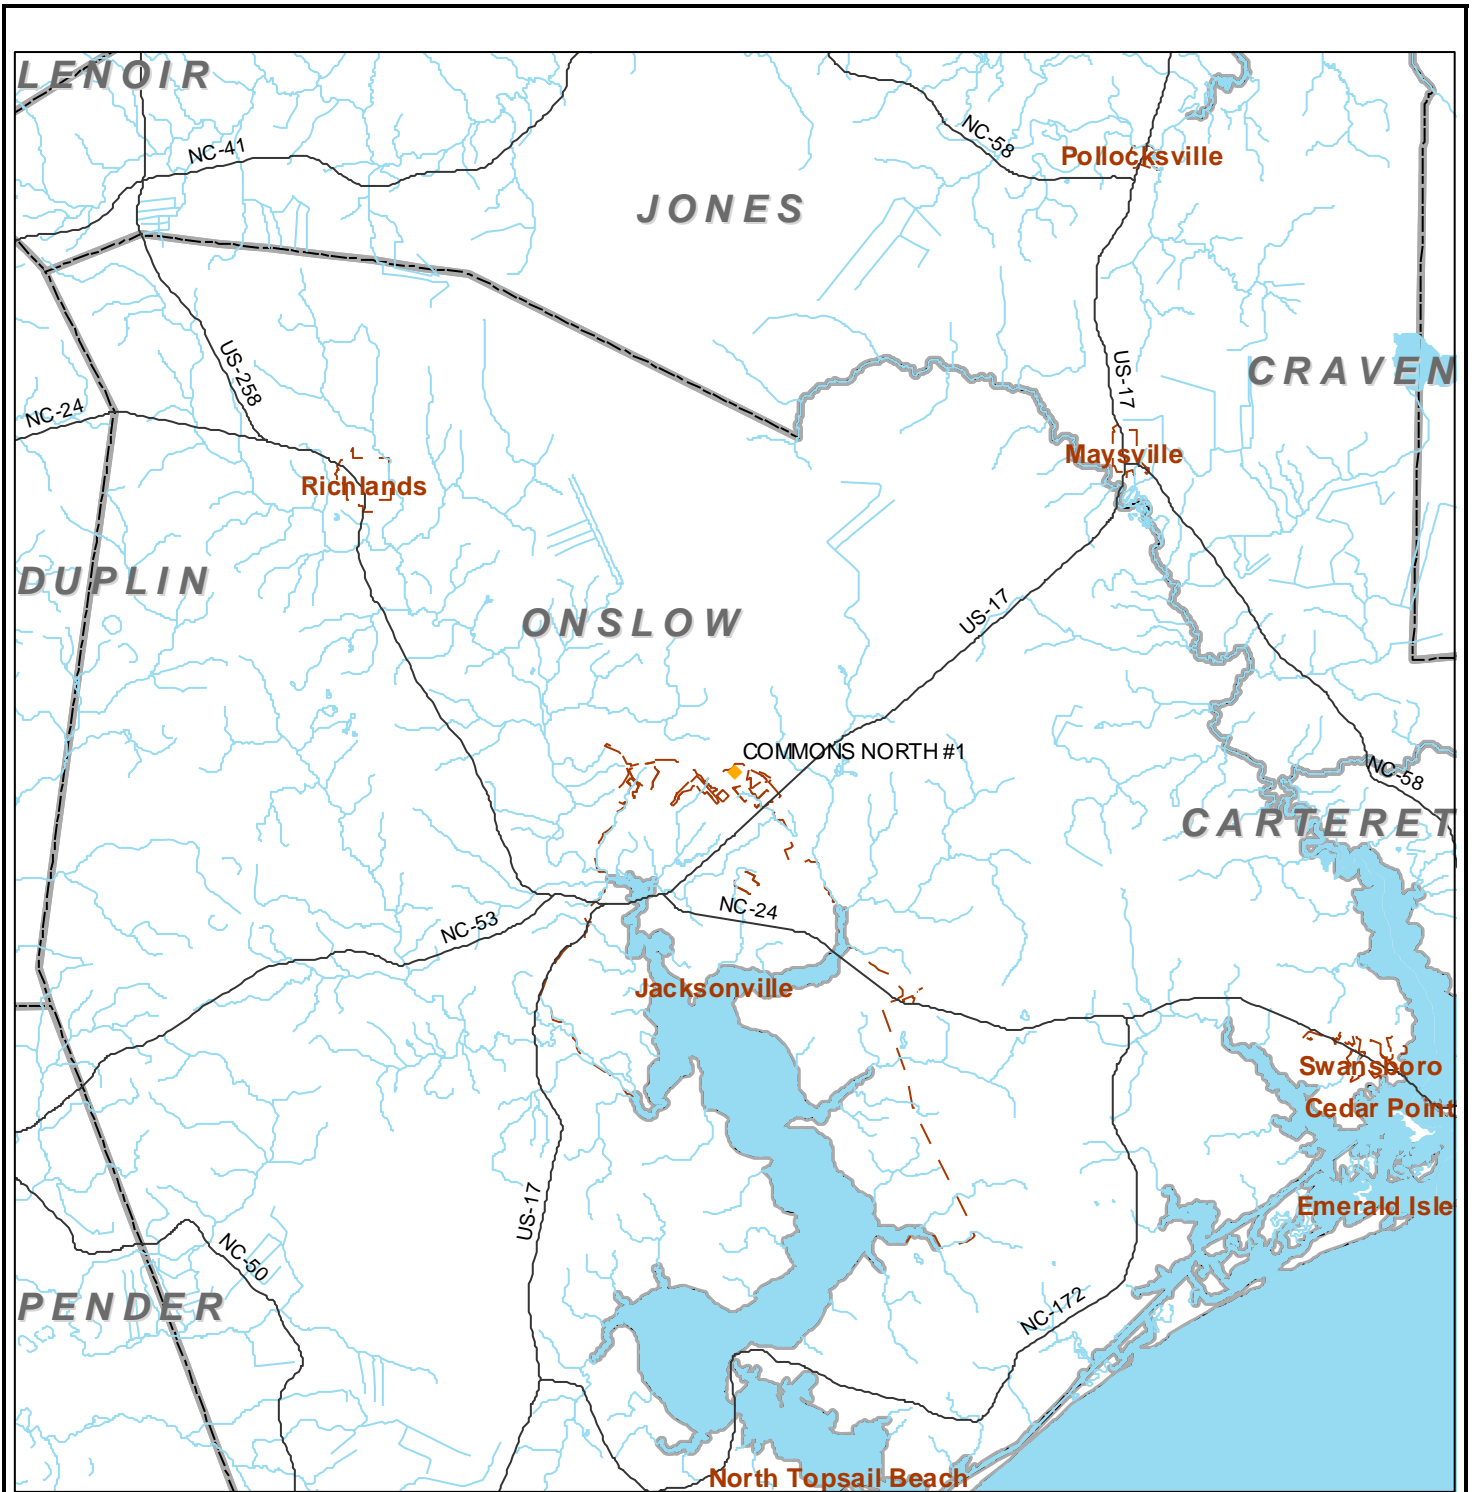 LENOIR
NC-41
NC-58
Pollocksville
JONES
US-258
US-17
CRAVEN
NC-24
Maysville
Richlands
DUPLIN
ONSLOW
US-17
COMMONS NORTH #1
NC-58
CARTERET
NC-24
NC-53
Jacksonville
Swansboro
Cedar Point
US-17
Emerald Isle
NC-50
PENDER
NC-172
North Topsail Beach